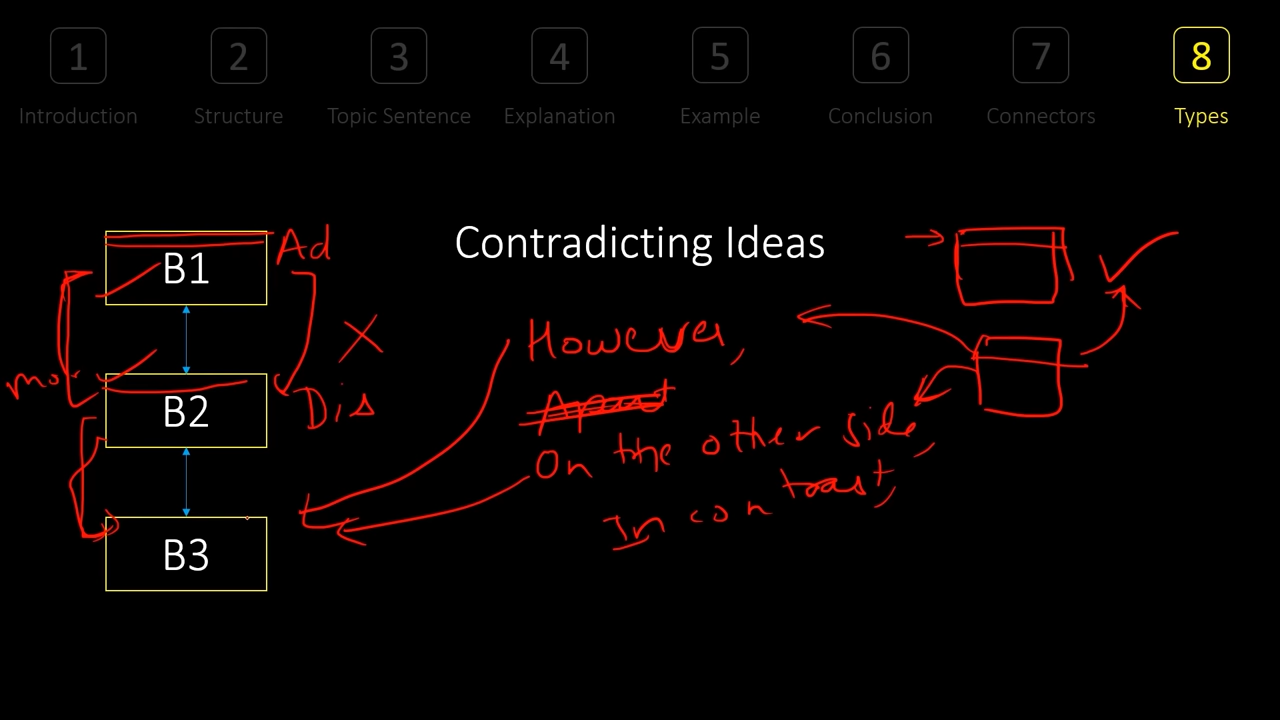 1 2 3 4 5 6 7 8
Introduction Structure Topic Sentence Explanation Example Conclusion Connectors Types
Contradicting Ideas
B1 Ad
However,
B2 Dis
On the other side,
In contrast,
B3